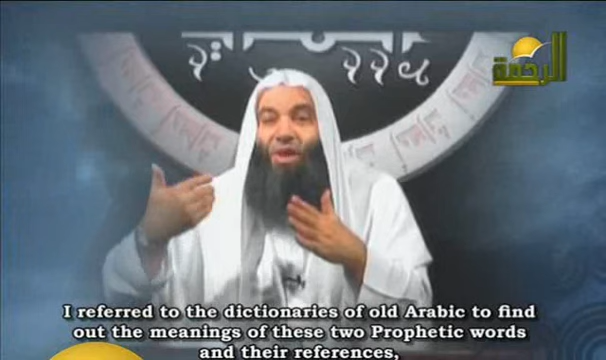 الرحمة
I referred to the dictionaries of old Arabic to find
out the meanings of these two Prophetic words
and their references,